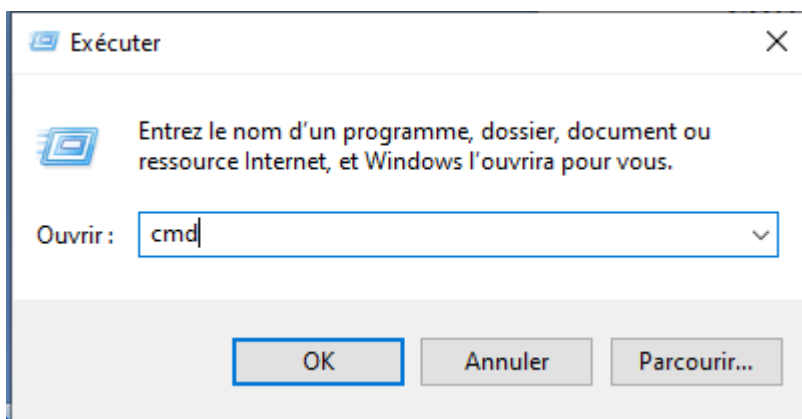 Exécuter
Entrez le nom d'un programme, dossier, document ou
ressource Internet, et Windows l'ouvrira pour vous.
Ouvrir :
cmd
OK
Annuler
Parcourir...